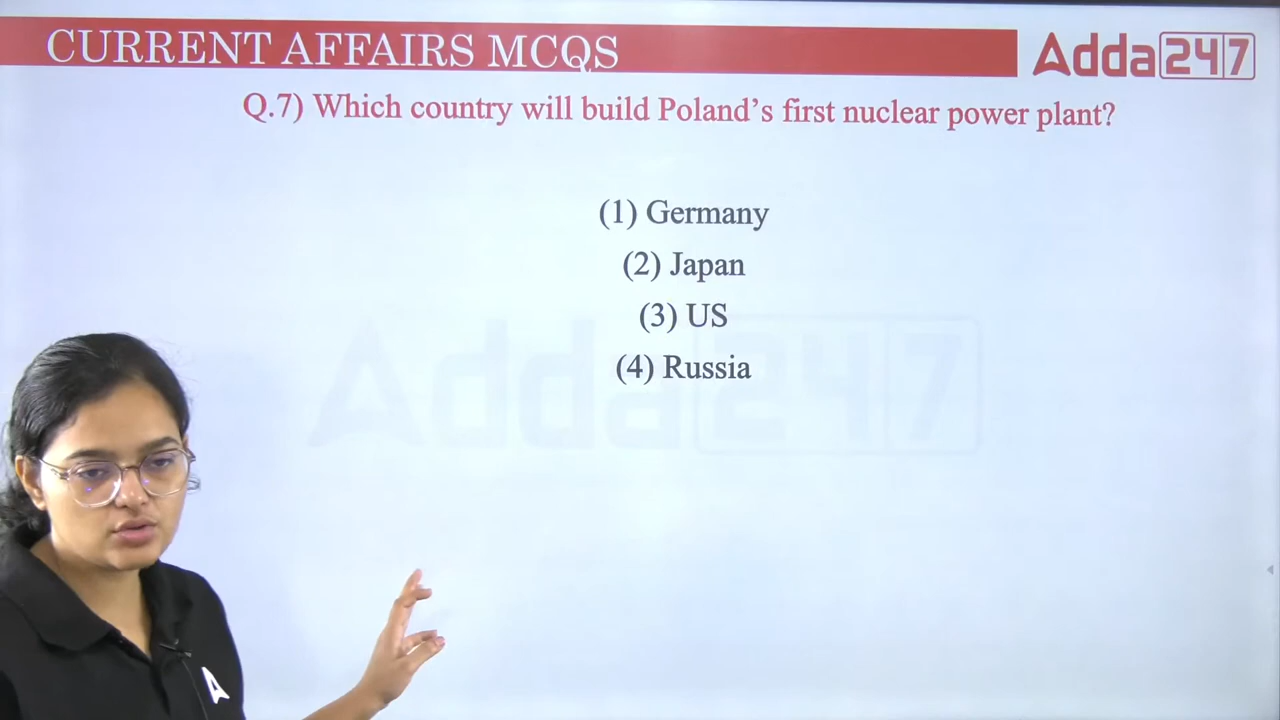 CURRENT AFFAIRS MCQS
Adda247
Q.7) Which country will build Poland’s first nuclear power plant?
(1) Germany
(2) Japan
(3) US
(4) Russia
Adda247
A